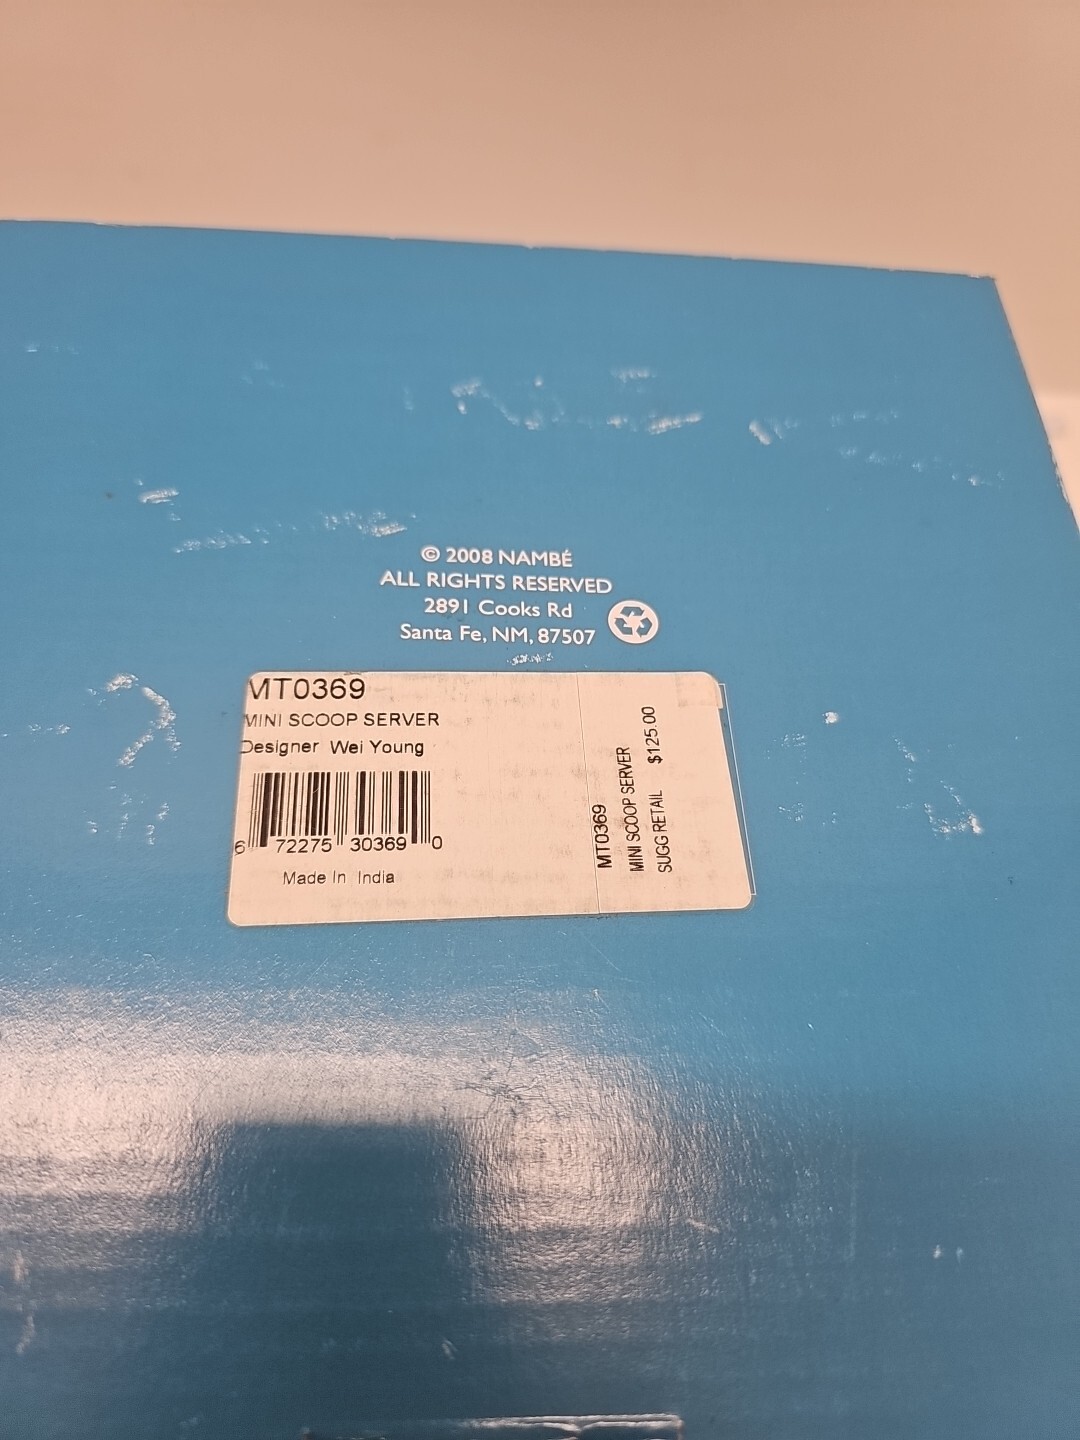 © 2008 NAMBÉ
ALL RIGHTS RESERVED
2891 Cooks Rd
Santa Fe, NM, 87507
MT0369
MINI SCOOP SERVER
Designer Wei Young
6 72275 30369 0
Made In India
MT0369
MINI SCOOP SERVER
SUGG RETAIL $125.00